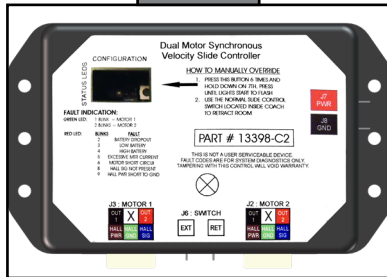 Dual Motor Synchronous
Velocity Slide Controller
CONFIGURATION
STATUS LEDS
HOW TO MANUALLY OVERRIDE
1. PRESS THIS BUTTON 6 TIMES AND
HOLD DOWN ON 7TH. PRESS
UNTIL LIGHTS START TO FLASH
2. USE THE NORMAL SLIDE CONTROL
SWITCH LOCATED INSIDE COACH
TO RETRACT ROOM.
J7
PWR
J8
GND
FAULT INDICATION:
GREEN LED: 1 BLINK - MOTOR 1
2 BLINKS - MOTOR 2
RED LED: BLINKS FAULT
1 BATTERY DROPOUT
2 LOW BATTERY
4 HIGH BATTERY
5 EXCESSIVE MTR CURRENT
6 MOTOR SHORT CIRCUIT
8 HALL SIG NOT PRESENT
9 HALL PWR SHORT TO GND
PART # 13398-C2
THIS IS NOT A USER SERVICEABLE DEVICE.
FAULT CODES ARE FOR SYSTEM DIAGNOSTICS ONLY.
TAMPERING WITH THIS CONTROL WILL VOID WARRANTY.
J3 : MOTOR 1
OUT 1 X OUT 2
HALL PWR HALL GND HALL SIG
J6 : SWITCH
EXT RET
J2 : MOTOR 2
OUT 1 X OUT 2
HALL PWR HALL GND HALL SIG